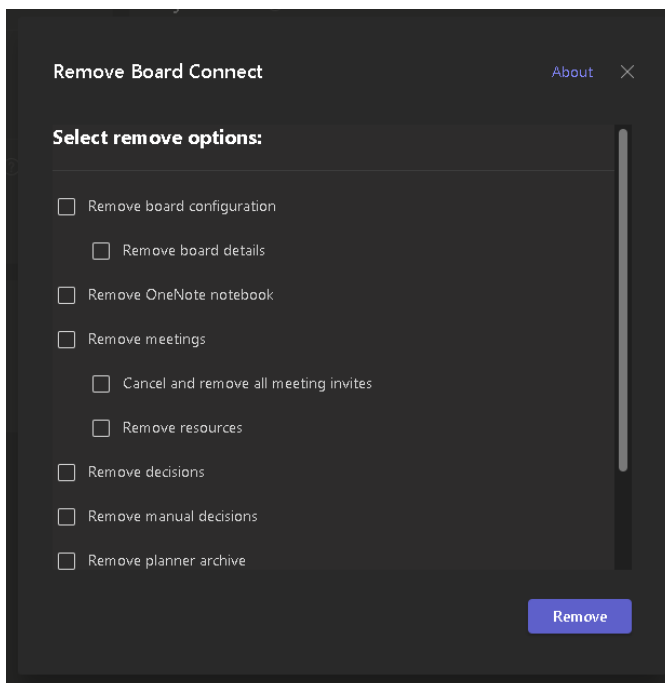 Remove Board Connect
About
Select remove options:
Remove board configuration
Remove board details
Remove OneNote notebook
Remove meetings
Cancel and remove all meeting invites
Remove resources
Remove decisions
Remove manual decisions
Remove planner archive
Remove